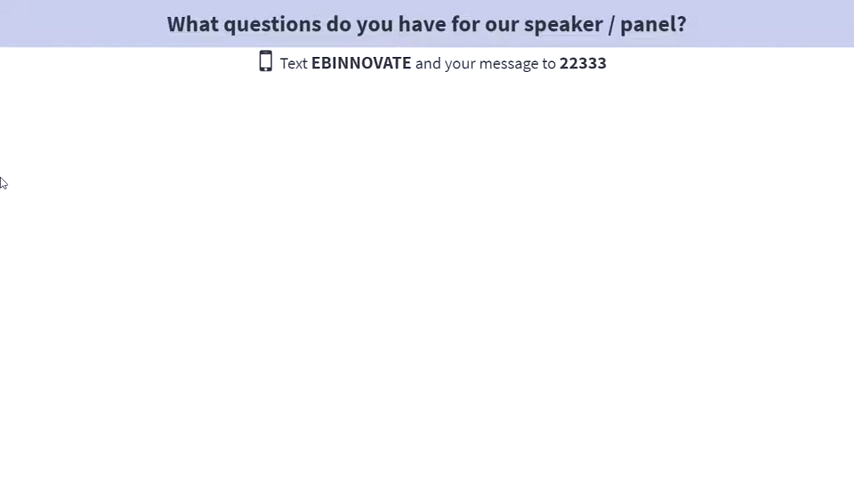 What questions do you have for our speaker / panel?
Text EBINNOVATE and your message to 22333